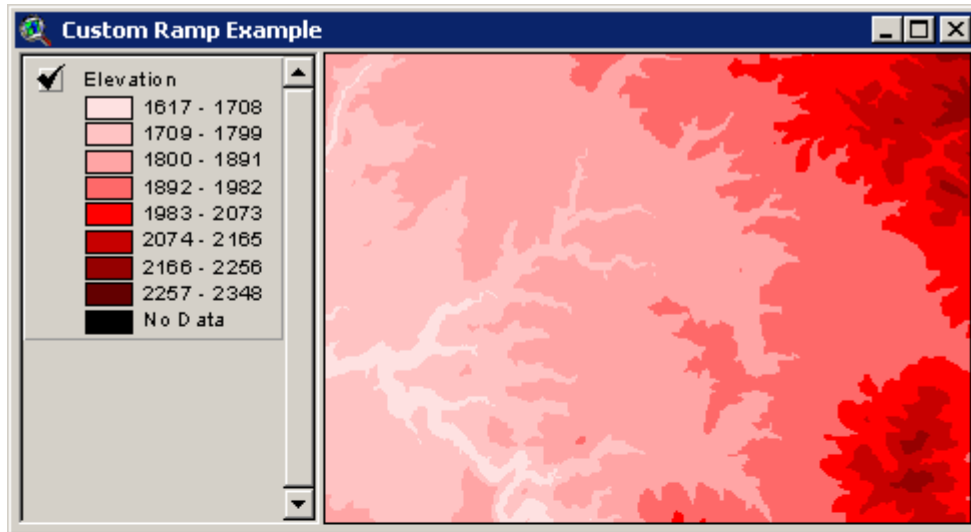 Custom Ramp Example
Elevation
1617 - 1708
1709 - 1799
1800 - 1891
1892 - 1982
1983 - 2073
2074 - 2165
2166 - 2256
2257 - 2348
No Data